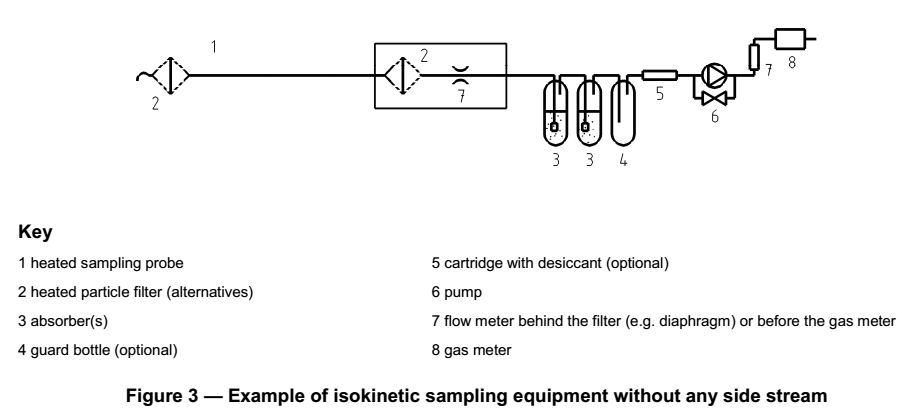 1
2
2
7
3
3
4
5
6
7
8
Key
1 heated sampling probe
2 heated particle filter (alternatives)
3 absorber(s)
4 guard bottle (optional)
5 cartridge with desiccant (optional)
6 pump
7 flow meter behind the filter (e.g. diaphragm) or before the gas meter
8 gas meter
Figure 3 — Example of isokinetic sampling equipment without any side stream